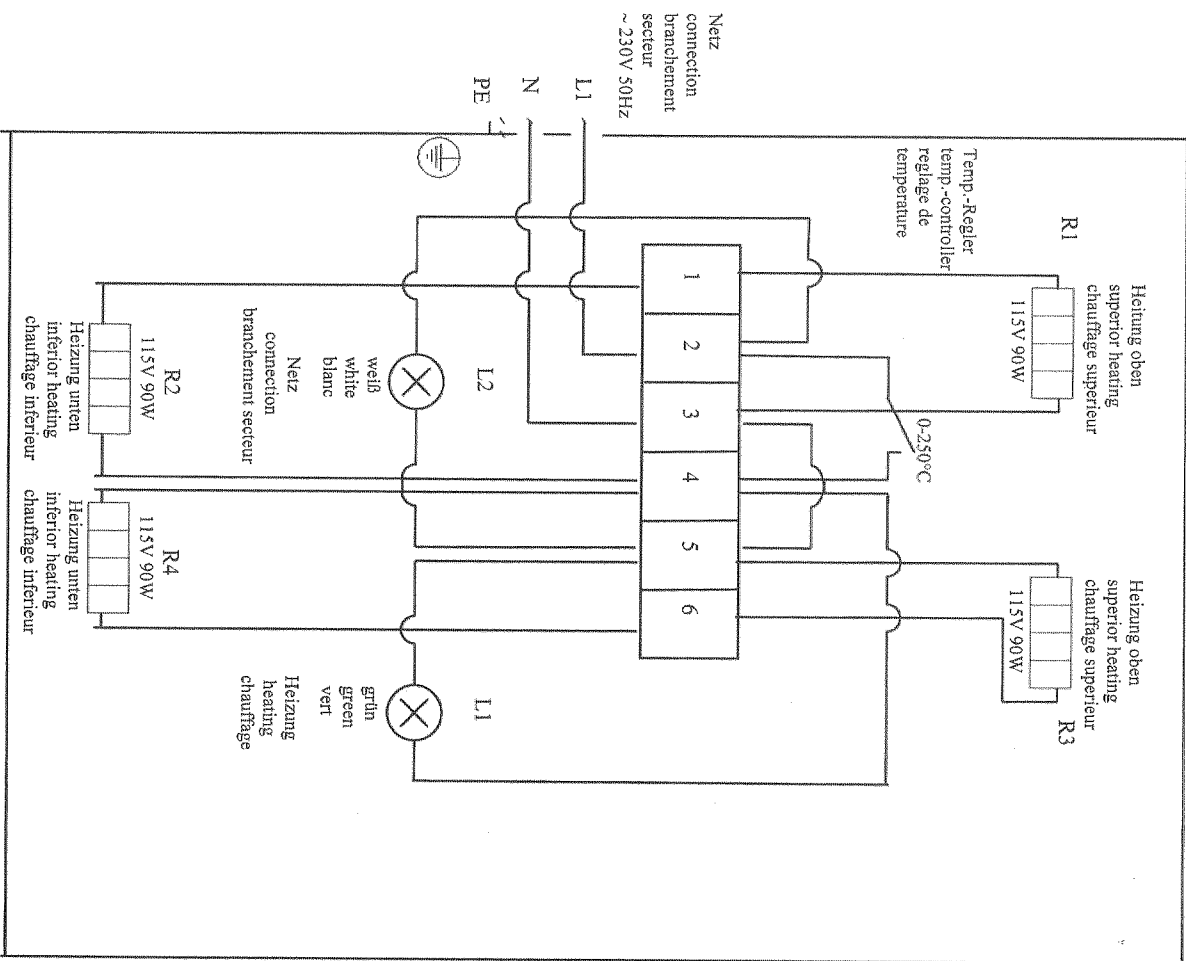 Heitung oben
superior heating
chauffage superieur
R1
115V 90W
Heizung oben
superior heating
chauffage superieur
115V 90W
R3
Temp.-Regler
temp.-controller
reglage de
temperature
0-250°C
Netz
connection
branchement
secteur
~ 230V 50Hz
1 2 3 4 5 6
L1
N
PE
L2
weiß
white
blanc
Netz
connection
branchement secteur
L1
grün
green
vert
Heizung
heating
chauffage
R2
115V 90W
Heizung unten
inferior heating
chauffage inferieur
R4
115V 90W
Heizung unten
inferior heating
chauffage inferieur